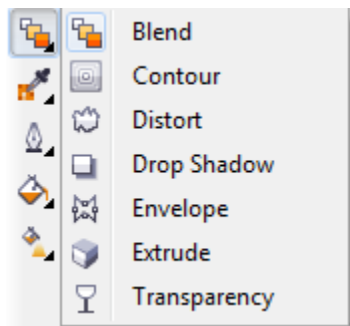 Blend
Contour
Distort
Drop Shadow
Envelope
Extrude
Transparency